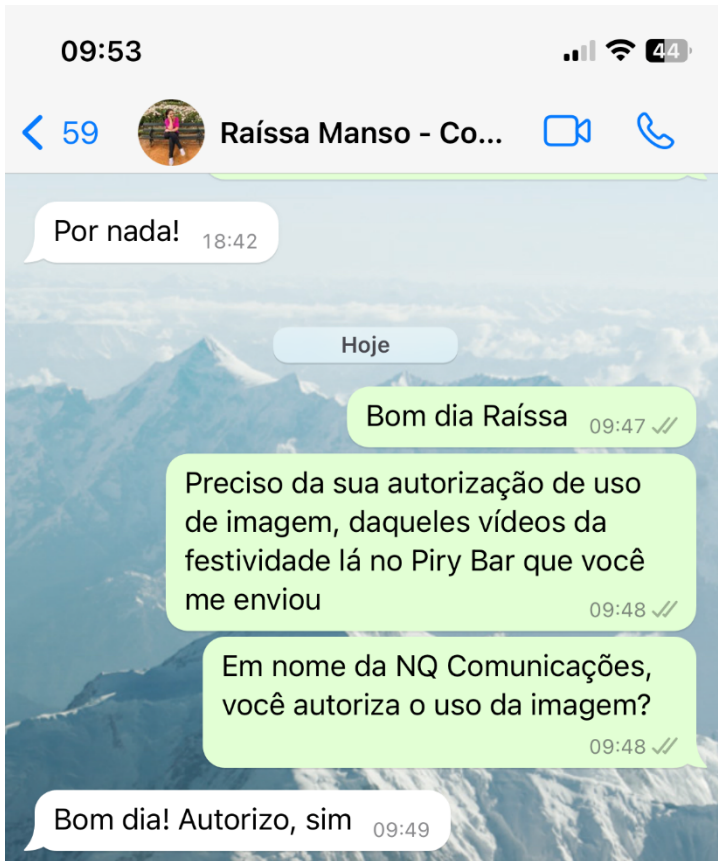 09:53
44
59
Raíssa Manso - Co...
Por nada! 18:42
Hoje
Bom dia Raíssa 09:47
Preciso da sua autorização de uso
de imagem, daqueles vídeos da
festividade lá no Piry Bar que você
me enviou 09:48
Em nome da NQ Comunicações,
você autoriza o uso da imagem?
09:48
Bom dia! Autorizo, sim 09:49